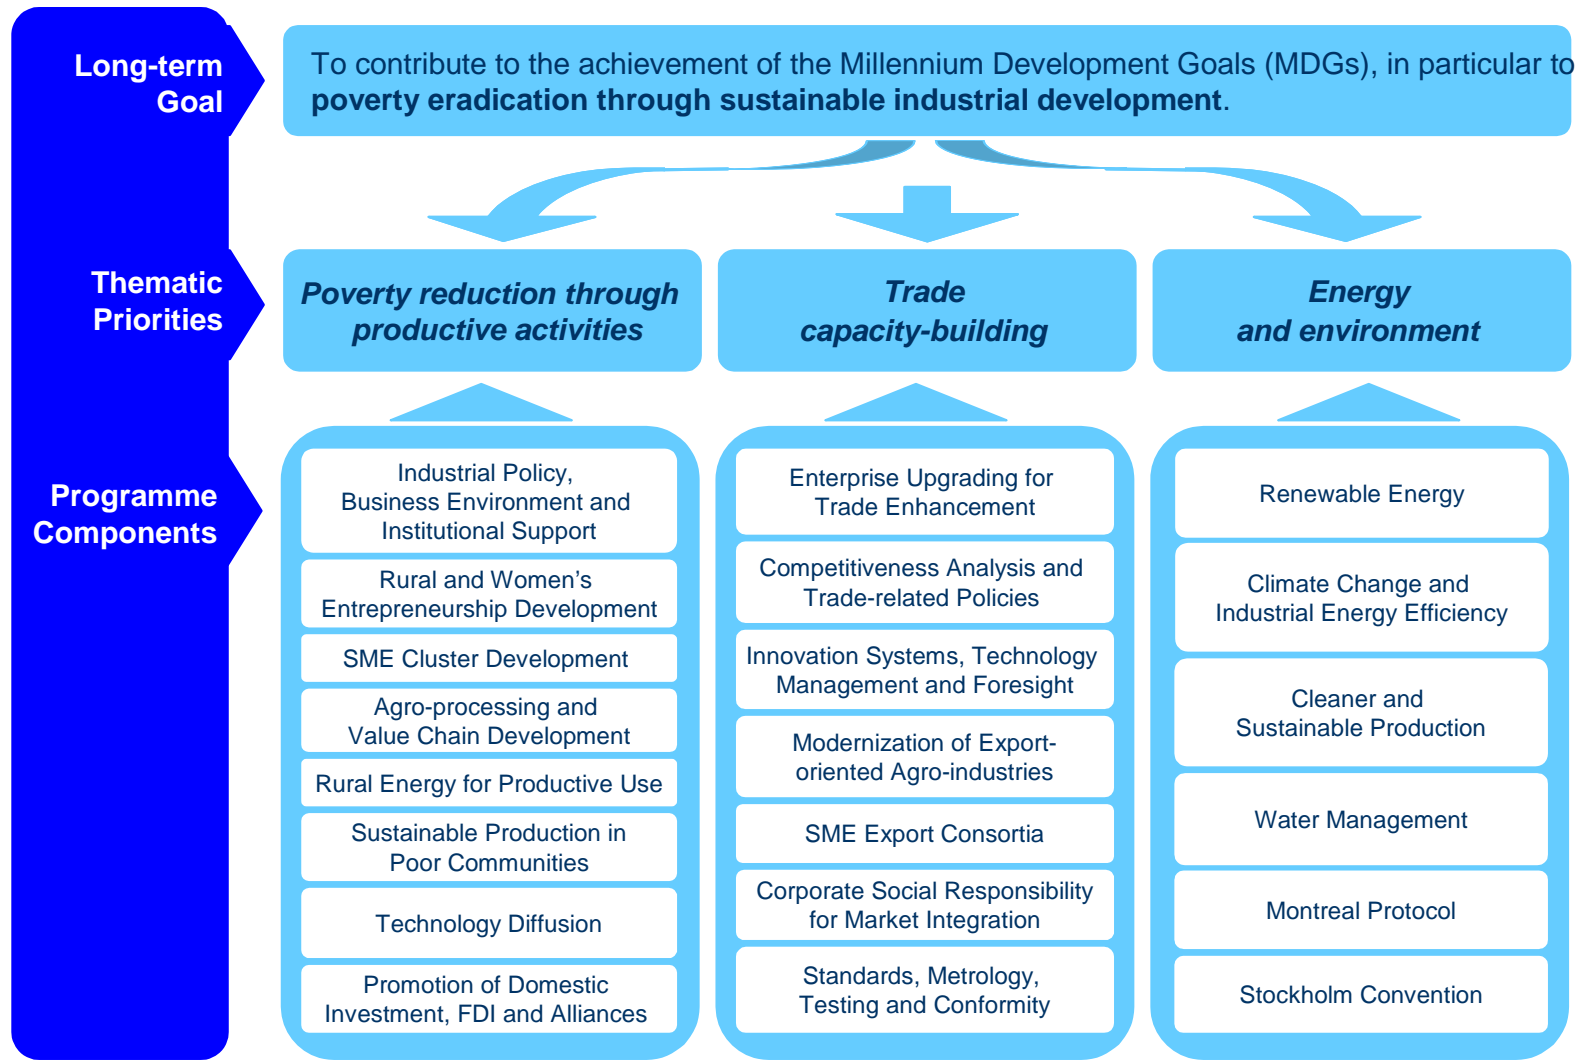 Long-term
Goal
To contribute to the achievement of the Millennium Development Goals (MDGs), in particular to
poverty eradication through sustainable industrial development.
Thematic
Priorities
Poverty reduction through
productive activities
Trade
capacity-building
Energy
and environment
Programme
Components
Industrial Policy,
Business Environment and
Institutional Support
Rural and Women’s
Entrepreneurship Development
SME Cluster Development
Agro-processing and
Value Chain Development
Rural Energy for Productive Use
Sustainable Production in
Poor Communities
Technology Diffusion
Promotion of Domestic
Investment, FDI and Alliances
Enterprise Upgrading for
Trade Enhancement
Competitiveness Analysis and
Trade-related Policies
Innovation Systems, Technology
Management and Foresight
Modernization of Export-
oriented Agro-industries
SME Export Consortia
Corporate Social Responsibility
for Market Integration
Standards, Metrology,
Testing and Conformity
Renewable Energy
Climate Change and
Industrial Energy Efficiency
Cleaner and
Sustainable Production
Water Management
Montreal Protocol
Stockholm Convention